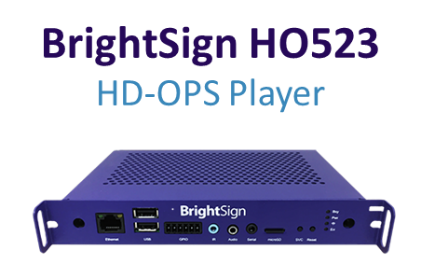 BrightSign HO523
HD-OPS Player
BrightSign
Ethernet
USB
GPIO
IR
Audio
Serial
microSD
SVC
Reset